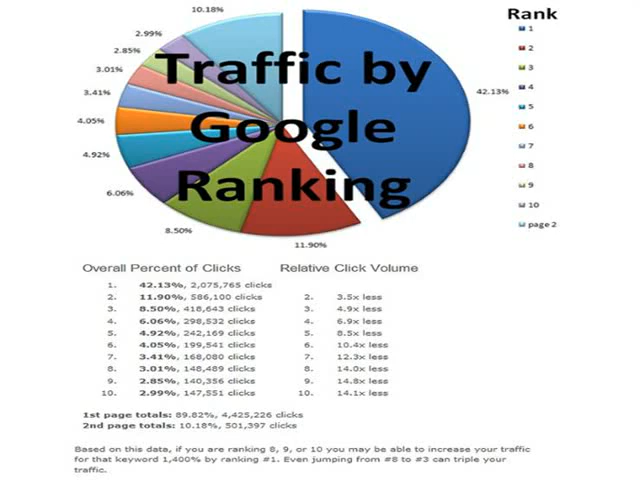 10.18%
Rank
2.99%
2.85%
3.01%
3.41%
4.05%
4.92%
6.06%
8.50%
11.90%
42.13%
Traffic by
Google
Ranking
1
2
3
4
5
6
7
8
9
10
page 2
Overall Percent of Clicks Relative Click Volume
1. 42.13%, 2,075,765 clicks
2. 11.90%, 586,100 clicks 2. 3.5x less
3. 8.50%, 418,643 clicks 3. 4.9x less
4. 6.06%, 298,532 clicks 4. 6.9x less
5. 4.92%, 242,169 clicks 5. 8.5x less
6. 4.05%, 199,541 clicks 6. 10.4x less
7. 3.41%, 168,080 clicks 7. 12.3x less
8. 3.01%, 148,489 clicks 8. 14.0x less
9. 2.85%, 140,356 clicks 9. 14.8x less
10. 2.99%, 147,551 clicks 10. 14.1x less
1st page totals: 89.82%, 4,425,226 clicks
2nd page totals: 10.18%, 501,397 clicks
Based on this data, if you are ranking 8, 9, or 10 you may be able to increase your traffic
for that keyword 1,400% by ranking #1. Even jumping from #8 to #3 can triple your
traffic.